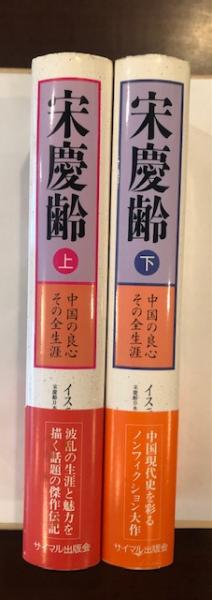 宋慶齢
上
中国の良心
その全生涯
イス
波乱の生涯と魅力を
描く話題の傑作伝記
サイマル出版会
宋慶齢
下
中国の良心
その全生涯
イス
中国現代史を彩る
ノンフィクション大作
サイマル出版会